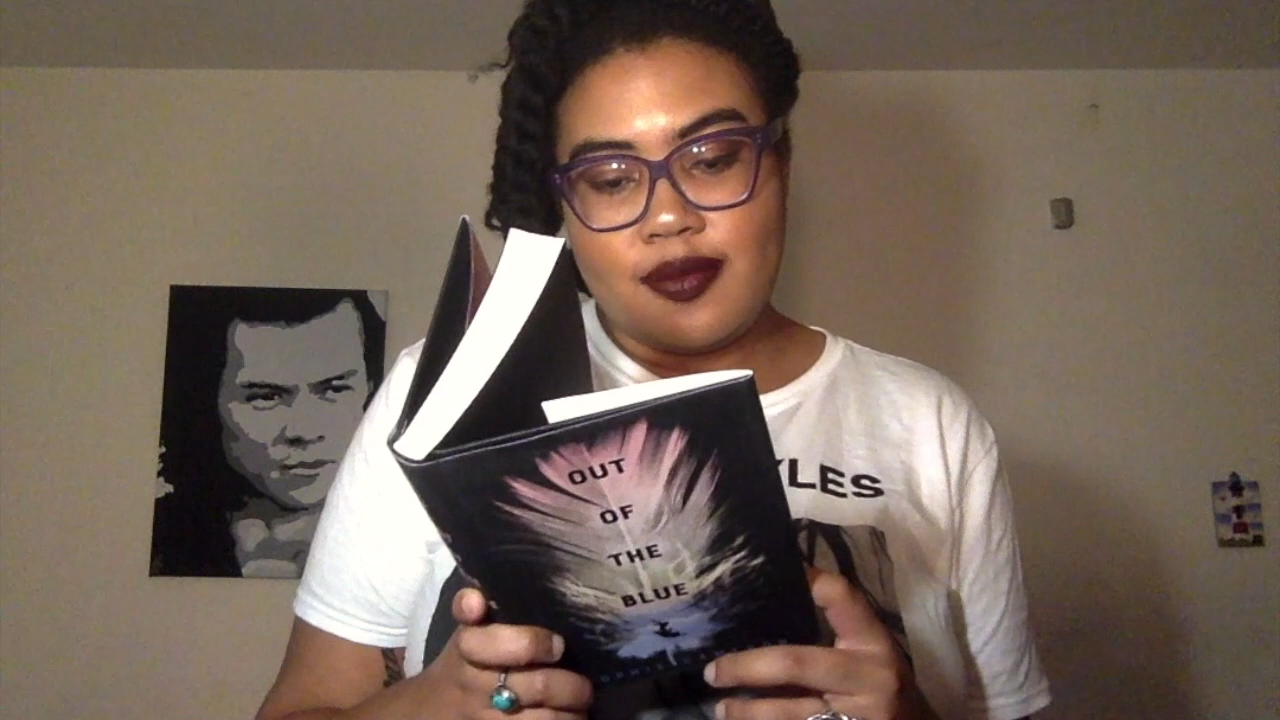 OUT
OF
THE
BLUE
YLES